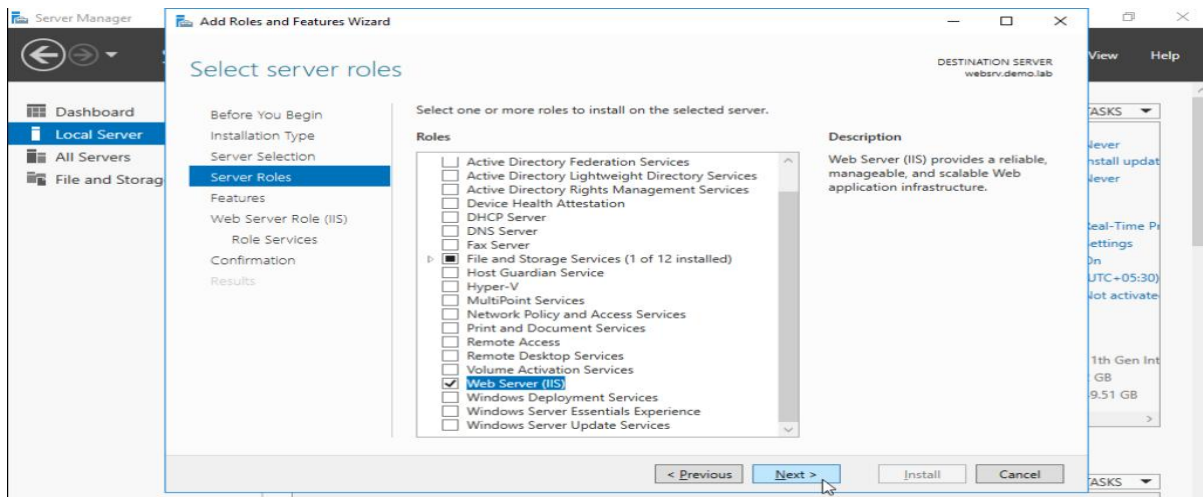 Server Manager
Add Roles and Features Wizard
View Help
Select server roles
DESTINATION SERVER
websrv.demo.lab
Dashboard
Local Server
All Servers
File and Storag
Before You Begin
Installation Type
Server Selection
Server Roles
Features
Web Server Role (IIS)
Role Services
Confirmation
Results
Select one or more roles to install on the selected server.
Roles
Active Directory Federation Services
Active Directory Lightweight Directory Services
Active Directory Rights Management Services
Device Health Attestation
DHCP Server
DNS Server
Fax Server
File and Storage Services (1 of 12 installed)
Host Guardian Service
Hyper-V
MultiPoint Services
Network Policy and Access Services
Print and Document Services
Remote Access
Remote Desktop Services
Volume Activation Services
Web Server (IIS)
Windows Deployment Services
Windows Server Essentials Experience
Windows Server Update Services
Description
Web Server (IIS) provides a reliable,
manageable, and scalable Web
application infrastructure.
TASKS
Never
nstall updat
Never
Real-Time Pr
ettings
On
UTC+05:30)
Not activate
1th Gen Int
GB
9.51 GB
< Previous
Next >
Install
Cancel
TASKS